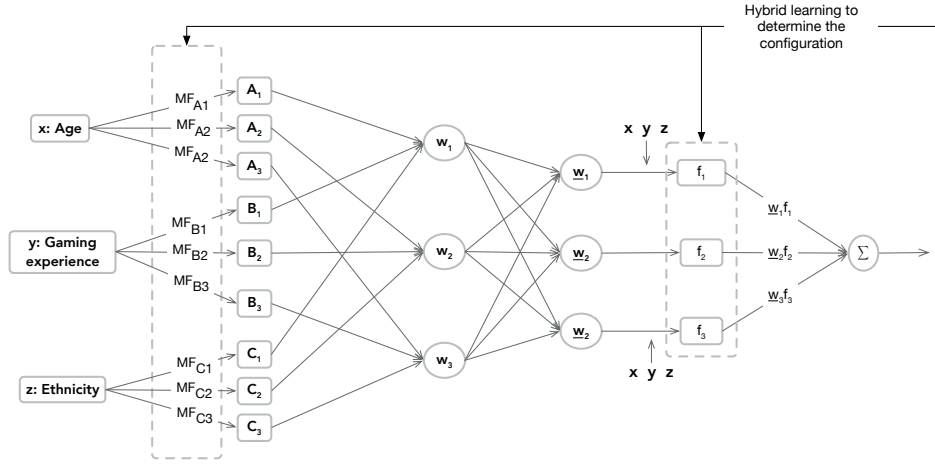 Hybrid learning to
determine the
configuration
x: Age
MFA1
MFA2
MFA2
A1
A2
A3
y: Gaming
experience
MFB1
MFB2
MFB3
B1
B2
B3
z: Ethnicity
MFC1
MFC2
MFC3
C1
C2
C3
w1
w2
w3
w1
w2
w2
x y z
x y z
f1
f2
f3
w1f1
w2f2
w3f3
Σ